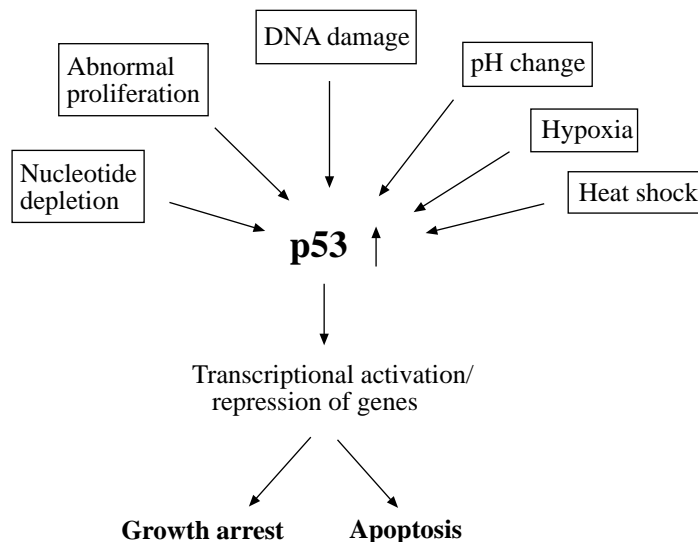 DNA damage
Abnormal
proliferation
pH change
Hypoxia
Nucleotide
depletion
Heat shock
p53
Transcriptional activation/
repression of genes
Growth arrest
Apoptosis